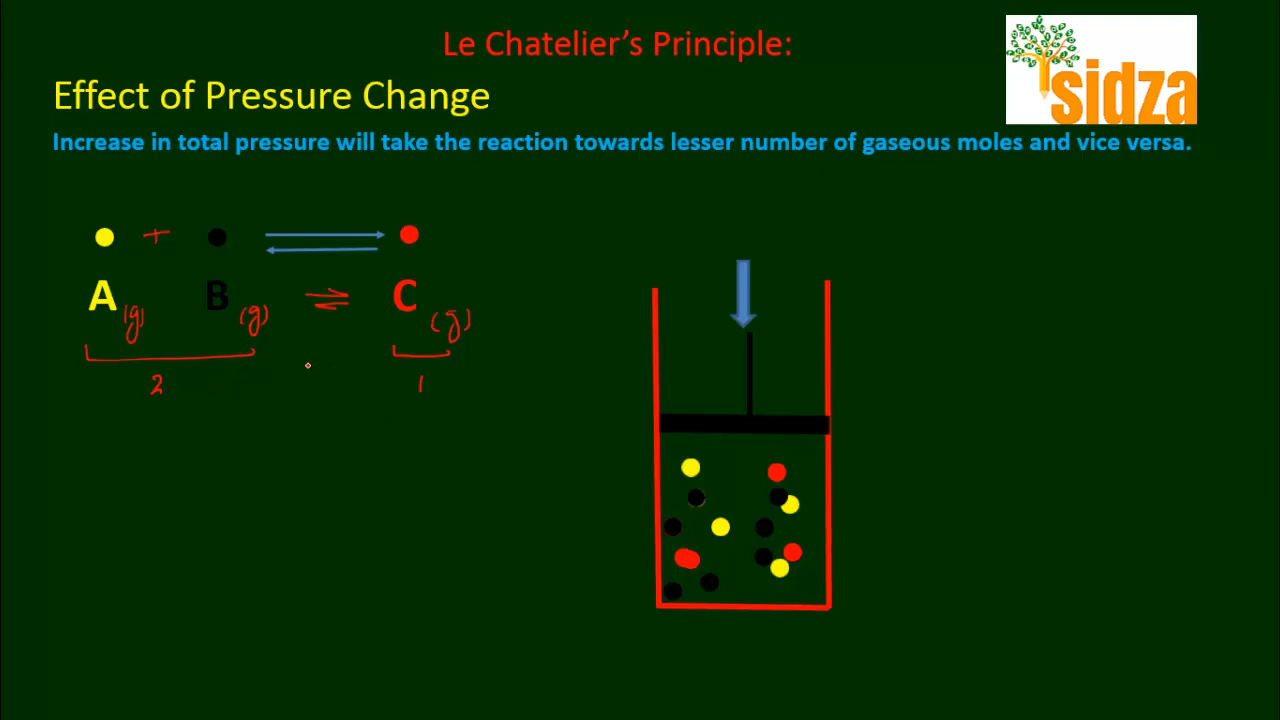 Le Chatelier's Principle:
sidza
Effect of Pressure Change
Increase in total pressure will take the reaction towards lesser number of gaseous moles and vice versa.
+
A(g) B(g) ⇌ C(g)
2 1